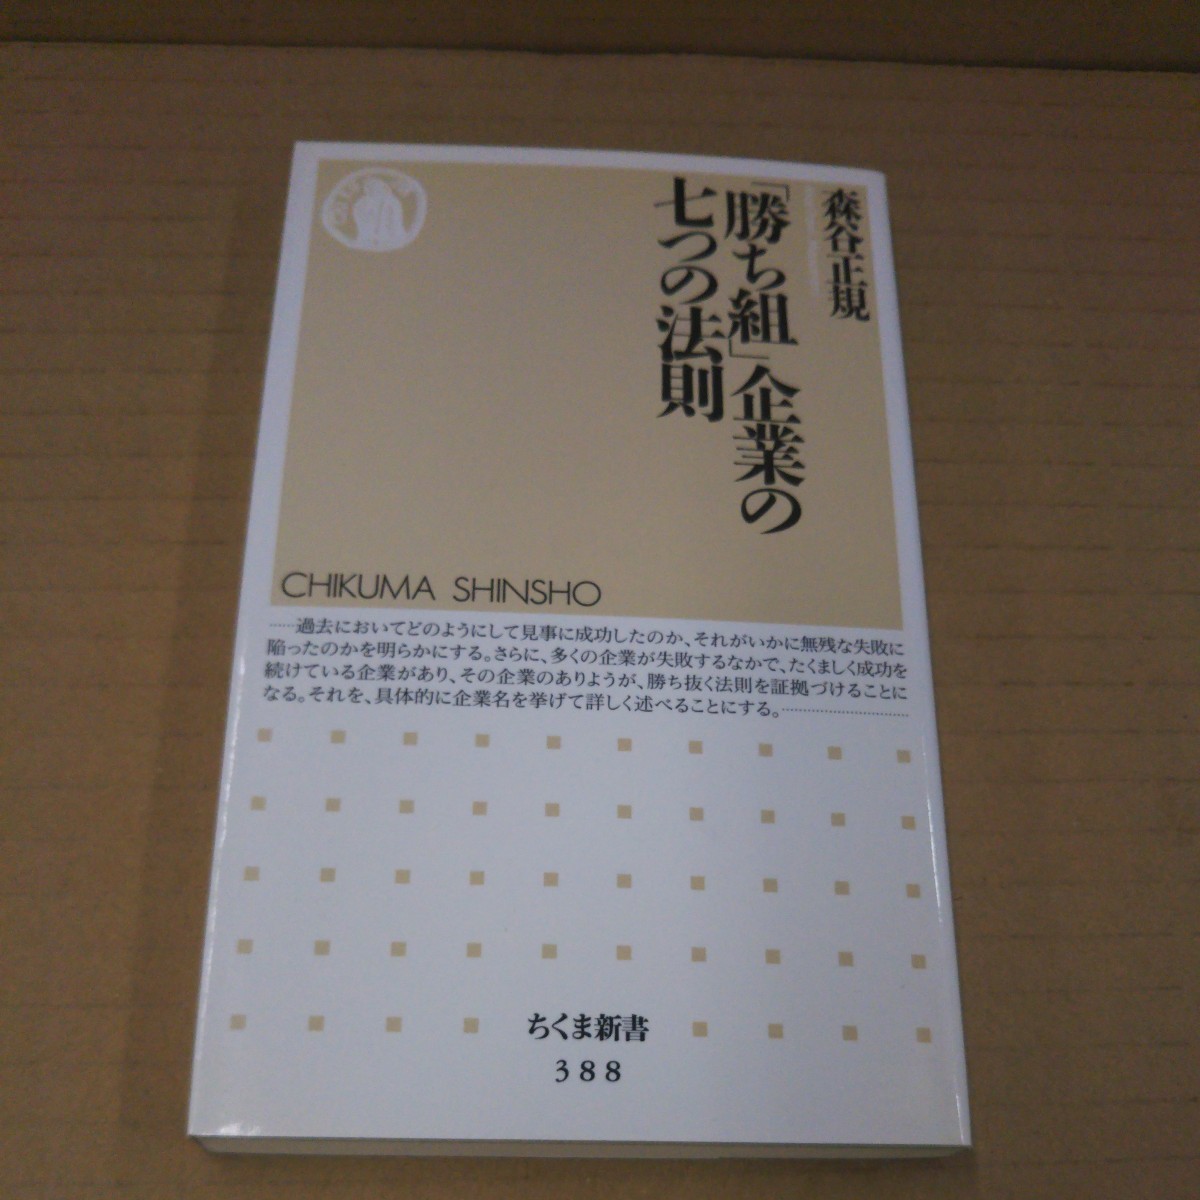 森谷正規
「勝ち組」企業の
七つの法則
CHIKUMA SHINSHO
……過去においてどのようにして見事に成功したのか、それがいかに無残な失敗に
陥ったのかを明らかにする。さらに、多くの企業が失敗するなかで、たくましく成功を
続けている企業があり、その企業のありようが、勝ち抜く法則を証拠づけることに
なる。それを、具体的に企業名を挙げて詳しく述べることにする。…………
ちくま新書
388